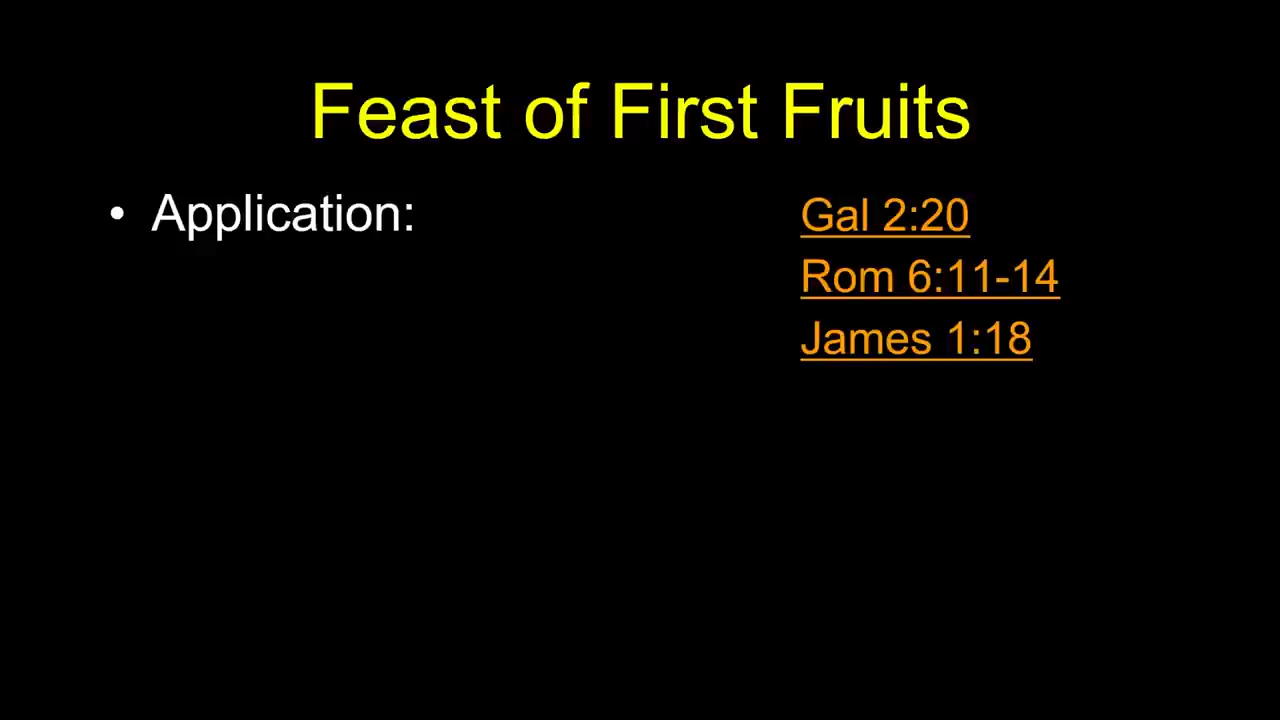 Feast of First Fruits
• Application: Gal 2:20
Rom 6:11-14
James 1:18